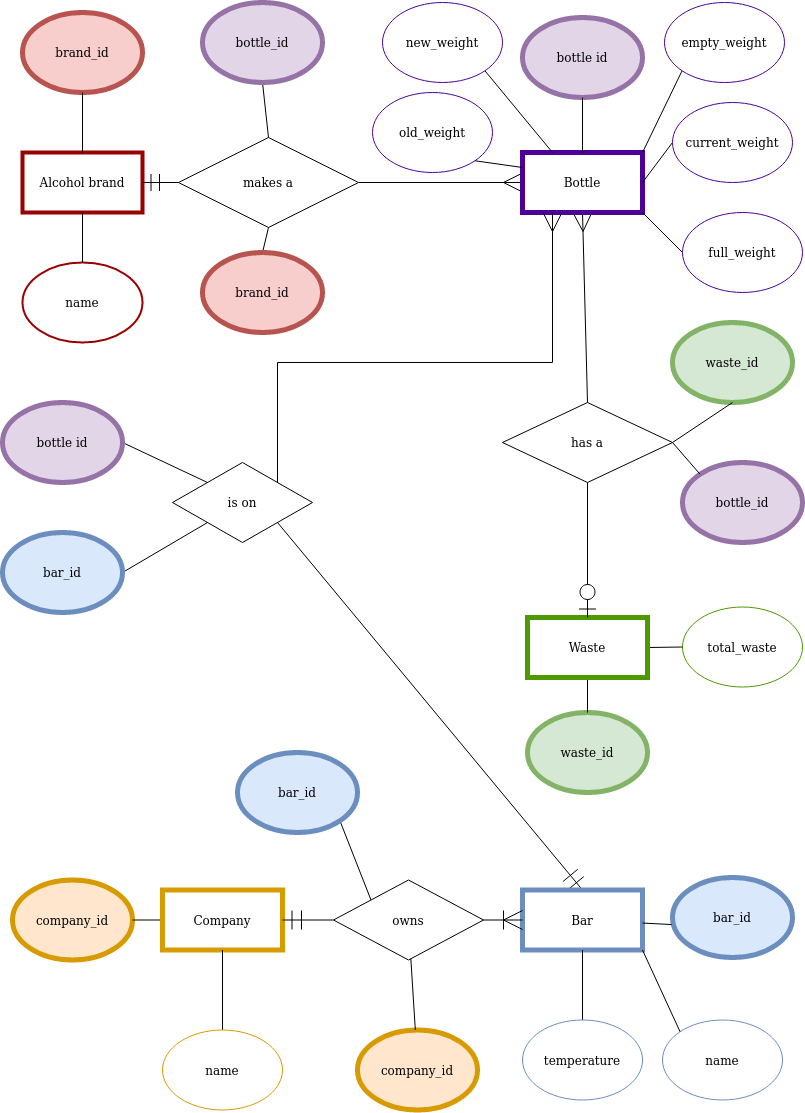 brand_id
bottle_id
new_weight
bottle id
empty_weight
old_weight
current_weight
Alcohol brand
makes a
Bottle
full_weight
name
brand_id
waste_id
bottle id
has a
is on
bottle_id
bar_id
Waste
total_waste
waste_id
bar_id
company_id
Company
owns
Bar
bar_id
name
company_id
temperature
name